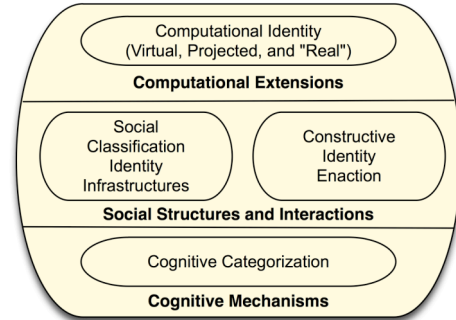 Computational Identity
(Virtual, Projected, and "Real")
Computational Extensions
Social
Classification
Identity
Infrastructures
Constructive
Identity
Enaction
Social Structures and Interactions
Cognitive Categorization
Cognitive Mechanisms